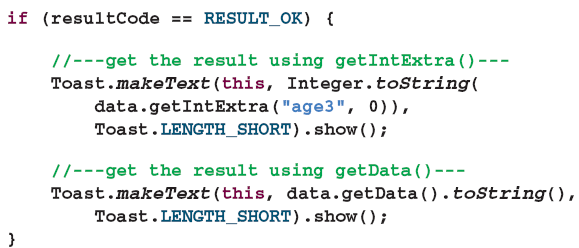 if (resultCode == RESULT_OK) {
//---get the result using getIntExtra()---
Toast.makeText(this, Integer.toString(
data.getIntExtra("age3", 0)),
Toast.LENGTH_SHORT).show();
//---get the result using getData()---
Toast.makeText(this, data.getData().toString(),
Toast.LENGTH_SHORT).show();
}